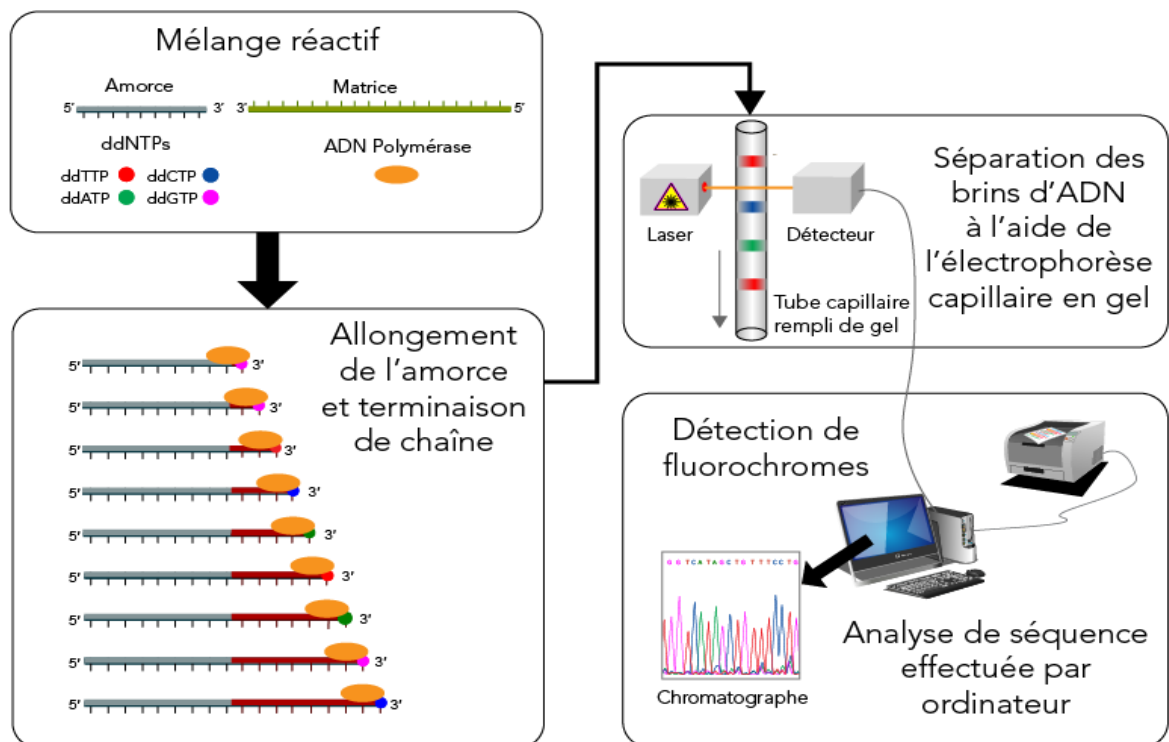 Mélange réactif
Amorce
Matrice
5′ 3′ 3′ 5′
ddNTPs
ADN Polymérase
ddTTP ddCTP
ddATP ddGTP
Allongement
de l'amorce
et terminaison
de chaîne
5′ 3′
5′ 3′
5′ 3′
5′ 3′
5′ 3′
5′ 3′
5′ 3′
5′ 3′
5′ 3′
Séparation des
brins d'ADN
à l'aide de
l'électrophorèse
capillaire en gel
Laser
Détecteur
Tube capillaire
rempli de gel
Détection de
fluorochromes
G G T C A T A G C T G T T T C C T G
Chromatographe
Analyse de séquence
effectuée par
ordinateur